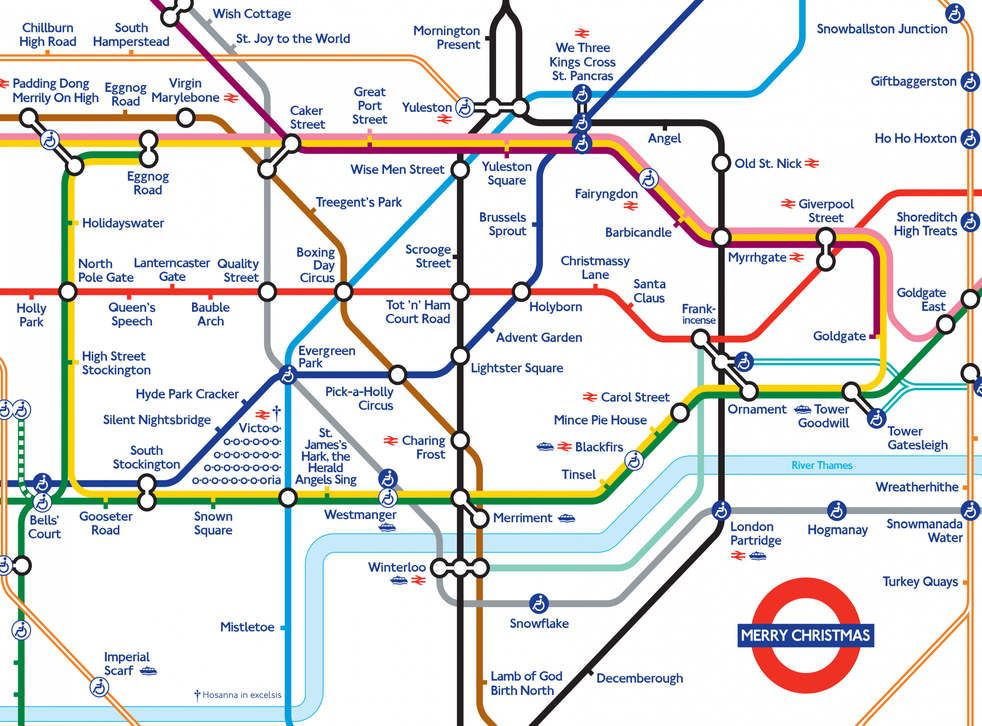 Wish Cottage
St. Joy to the World
Chillburn
High Road
South
Hamperstead
Mornington
Present
We Three
Kings Cross
St. Pancras
Snowballston Junction
Padding Dong
Merrily On High
Eggnog
Road
Virgin
Marylebone
Caker
Street
Great
Port
Street
Yuleston
Giftbaggerston
Angel
Ho Ho Hoxton
Eggnog
Road
Wise Men Street
Yuleston
Square
Old St. Nick
Fairyngdon
Treegent's Park
Holidayswater
Brussels
Sprout
Barbicandle
Giverpool
Street
Shoreditch
High Treats
Myrrhgate
North
Pole Gate
Lanterncaster
Gate
Quality
Street
Boxing
Day
Circus
Scrooge
Street
Christmassy
Lane
Santa
Claus
Goldgate
East
Holly
Park
Queen's
Speech
Bauble
Arch
Tot 'n' Ham
Court Road
Holyborn
Frank-
incense
Advent Garden
Goldgate
High Street
Stockington
Evergreen
Park
Lightster Square
Hyde Park Cracker
Pick-a-Holly
Circus
Carol Street
Ornament
Tower
Goodwill
Silent Nightsbridge
†
Victo
ria
St.
James's
Hark, the
Herald
Angels Sing
Mince Pie House
Tower
Gatesleigh
Charing
Frost
Blackfirs
South
Stockington
Tinsel
River Thames
Wreatherhithe
Bells'
Court
Gooseter
Road
Snown
Square
Westmanger
Merriment
London
Partridge
Hogmanay
Snowmanada
Water
Winterloo
Turkey Quays
Mistletoe
Snowflake
MERRY CHRISTMAS
Imperial
Scarf
Lamb of God
Birth North
Decemberough
† Hosanna in excelsis